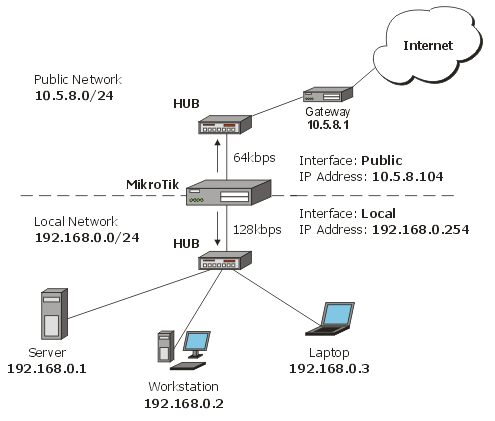 Internet
Public Network
10.5.8.0/24
HUB
Gateway
10.5.8.1
64kbps
Interface: Public
IP Address: 10.5.8.104
MikroTik
Local Network
192.168.0.0/24
Interface: Local
IP Address: 192.168.0.254
128kbps
HUB
Server
192.168.0.1
Workstation
192.168.0.2
Laptop
192.168.0.3